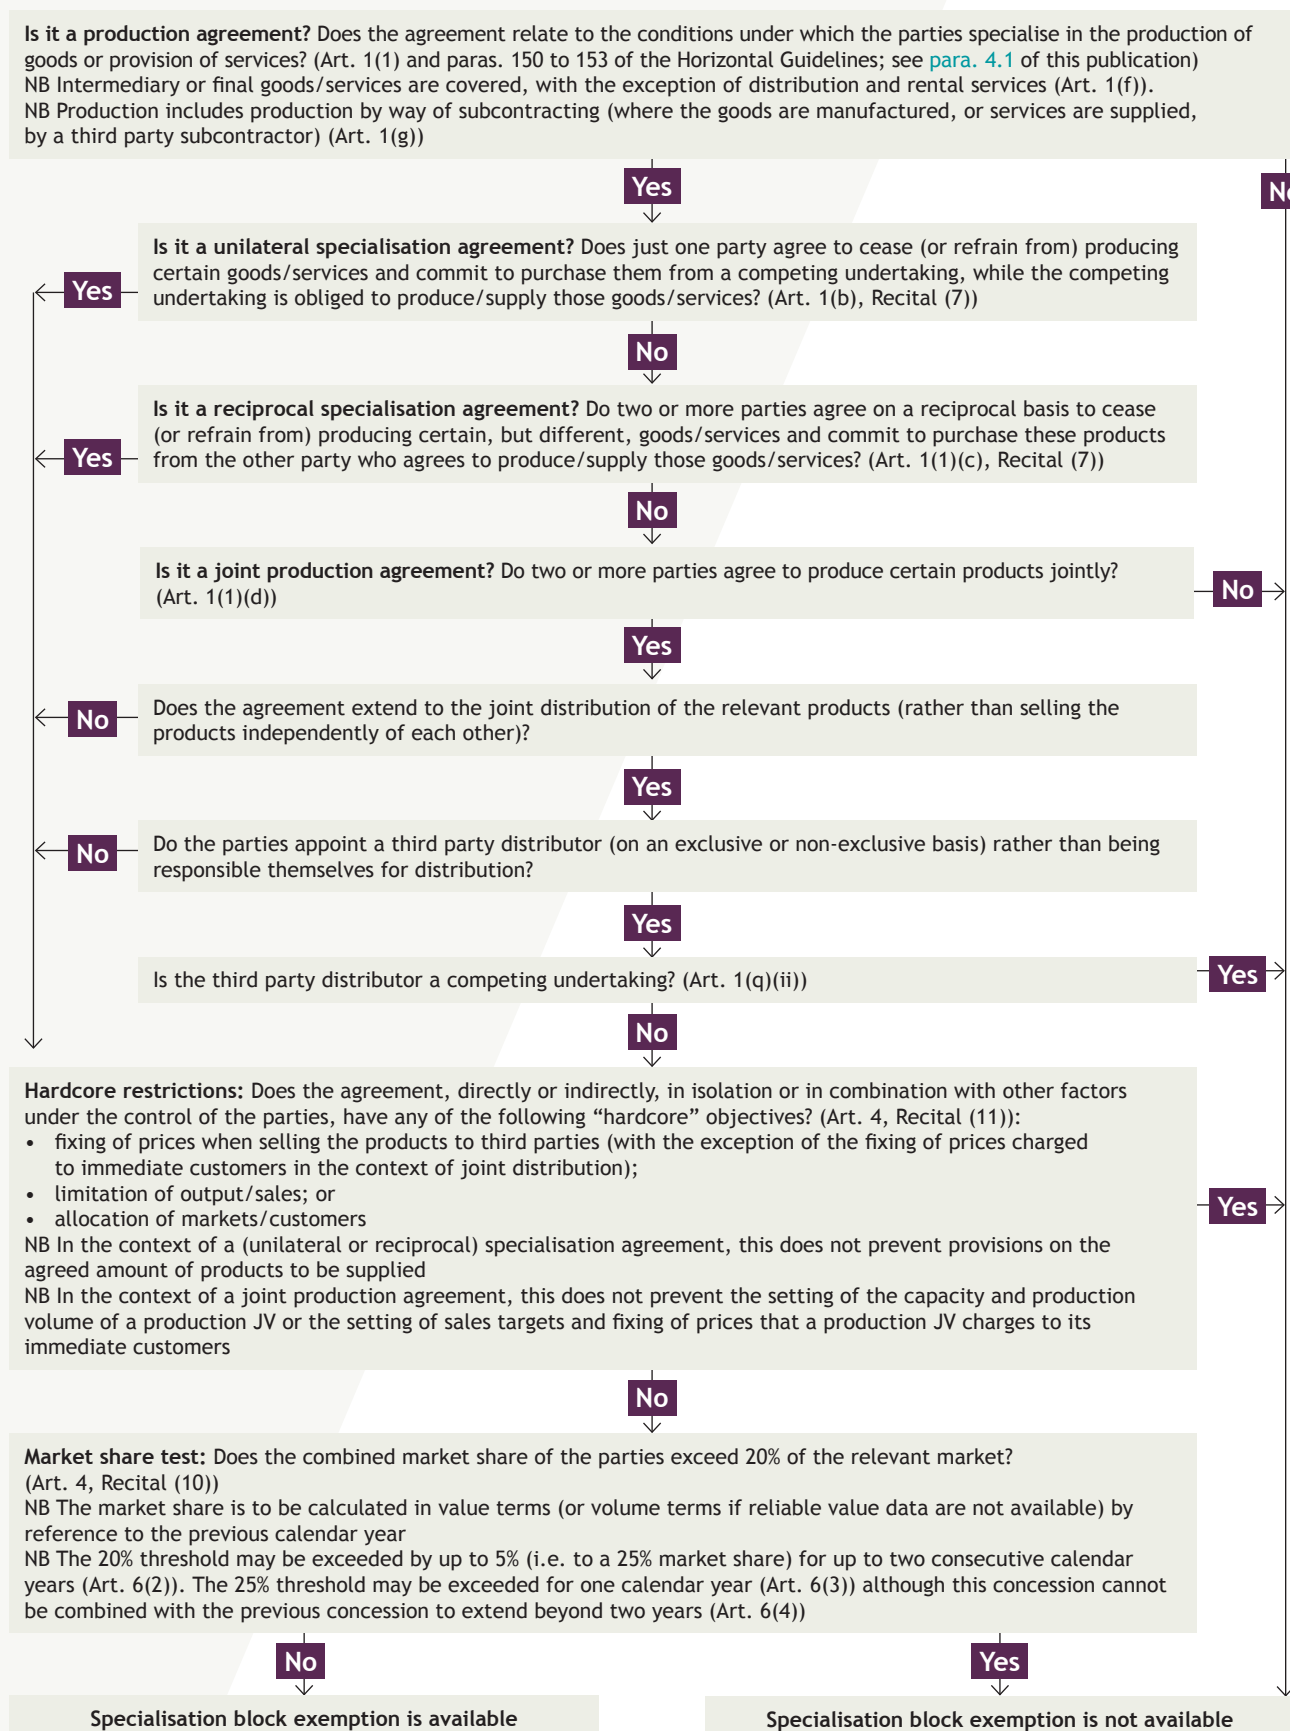 Is it a production agreement? Does the agreement relate to the conditions under which the parties specialise in the production of
goods or provision of services? (Art. 1(1) and paras. 150 to 153 of the Horizontal Guidelines; see para. 4.1 of this publication)
NB Intermediary or final goods/services are covered, with the exception of distribution and rental services (Art. 1(f)).
NB Production includes production by way of subcontracting (where the goods are manufactured, or services are supplied,
by a third party subcontractor) (Art. 1(g))
Yes
Is it a unilateral specialisation agreement? Does just one party agree to cease (or refrain from) producing
certain goods/services and commit to purchase them from a competing undertaking, while the competing
undertaking is obliged to produce/supply those goods/services? (Art. 1(b), Recital (7))
Yes
No
Is it a reciprocal specialisation agreement? Do two or more parties agree on a reciprocal basis to cease
(or refrain from) producing certain, but different, goods/services and commit to purchase these products
from the other party who agrees to produce/supply those goods/services? (Art. 1(1)(c), Recital (7))
Yes
No
Is it a joint production agreement? Do two or more parties agree to produce certain products jointly?
(Art. 1(1)(d))
No
Yes
Does the agreement extend to the joint distribution of the relevant products (rather than selling the
products independently of each other)?
No
Yes
Do the parties appoint a third party distributor (on an exclusive or non-exclusive basis) rather than being
responsible themselves for distribution?
No
Yes
Is the third party distributor a competing undertaking? (Art. 1(q)(ii))
Yes
No
Hardcore restrictions: Does the agreement, directly or indirectly, in isolation or in combination with other factors
under the control of the parties, have any of the following “hardcore” objectives? (Art. 4, Recital (11)):
• fixing of prices when selling the products to third parties (with the exception of the fixing of prices charged
to immediate customers in the context of joint distribution);
• limitation of output/sales; or
• allocation of markets/customers
NB In the context of a (unilateral or reciprocal) specialisation agreement, this does not prevent provisions on the
agreed amount of products to be supplied
NB In the context of a joint production agreement, this does not prevent the setting of the capacity and production
volume of a production JV or the setting of sales targets and fixing of prices that a production JV charges to its
immediate customers
Yes
No
Market share test: Does the combined market share of the parties exceed 20% of the relevant market?
(Art. 4, Recital (10))
NB The market share is to be calculated in value terms (or volume terms if reliable value data are not available) by
reference to the previous calendar year
NB The 20% threshold may be exceeded by up to 5% (i.e. to a 25% market share) for up to two consecutive calendar
years (Art. 6(2)). The 25% threshold may be exceeded for one calendar year (Art. 6(3)) although this concession cannot
be combined with the previous concession to extend beyond two years (Art. 6(4))
No
Yes
Specialisation block exemption is available
Specialisation block exemption is not available